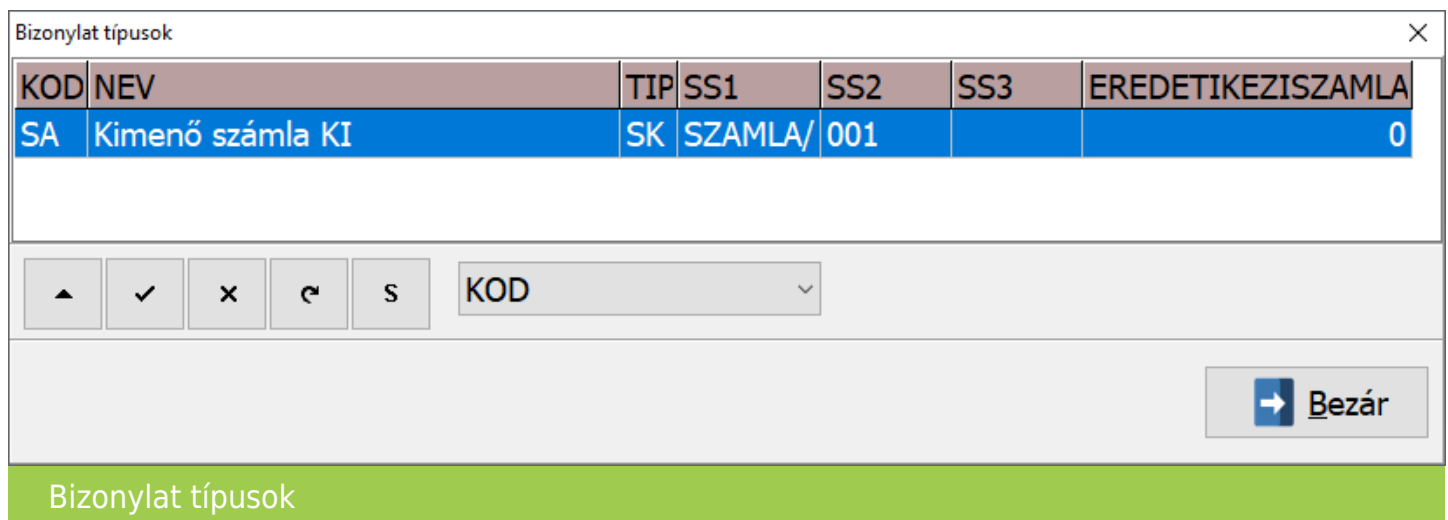 Bizonylat típusok
KOD NEV TIP SS1 SS2 SS3 EREDETIKEZISZAMLA
SA Kimenő számla KI SK SZAMLA/ 001 0
S KOD
Bezár
Bizonylat típusok